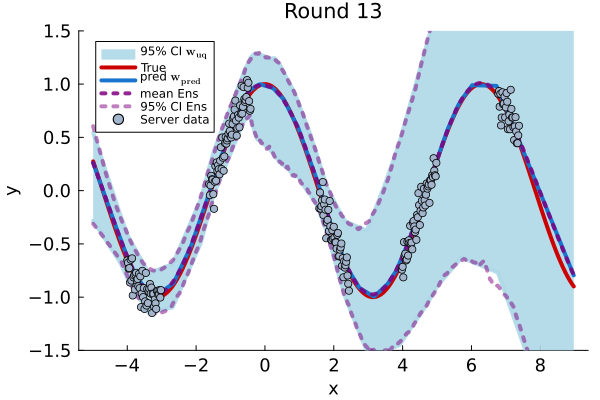 Round 13
95% CI w_uq
True
pred w_pred
mean Ens
95% CI Ens
Server data
1.5
1.0
0.5
0.0
−0.5
−1.0
−1.5
y
−4 −2 0 2 4 6 8
x